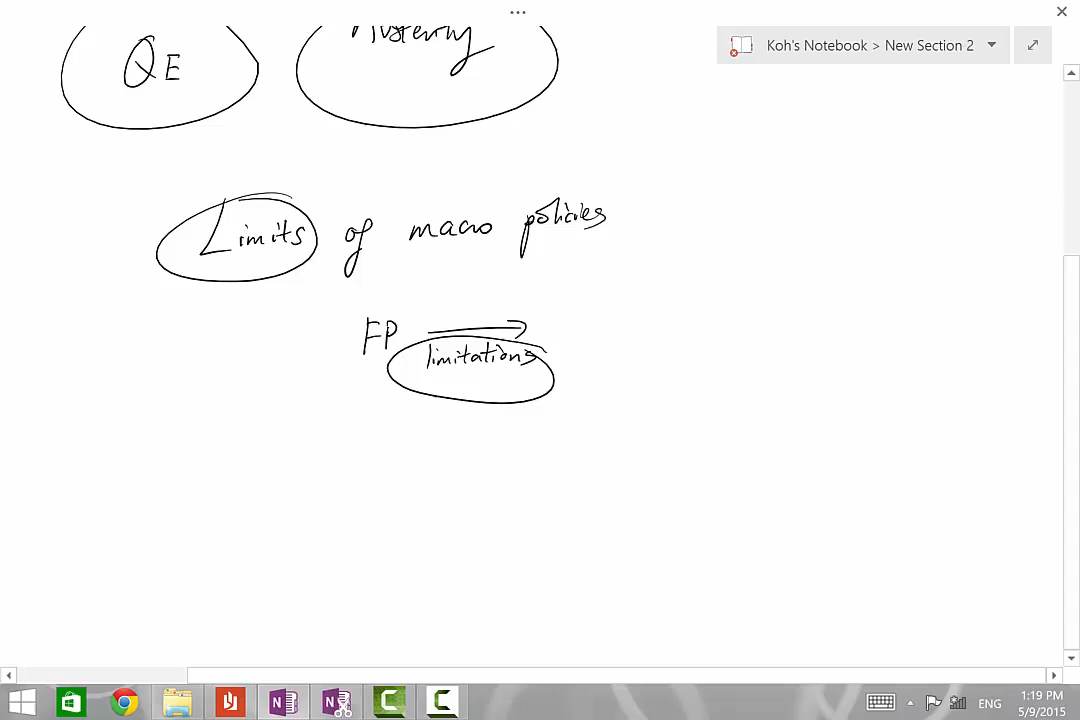 Koh's Notebook > New Section 2
QE
Limits of macro policies
FP
limitations
ENG
1:19 PM
5/9/2015